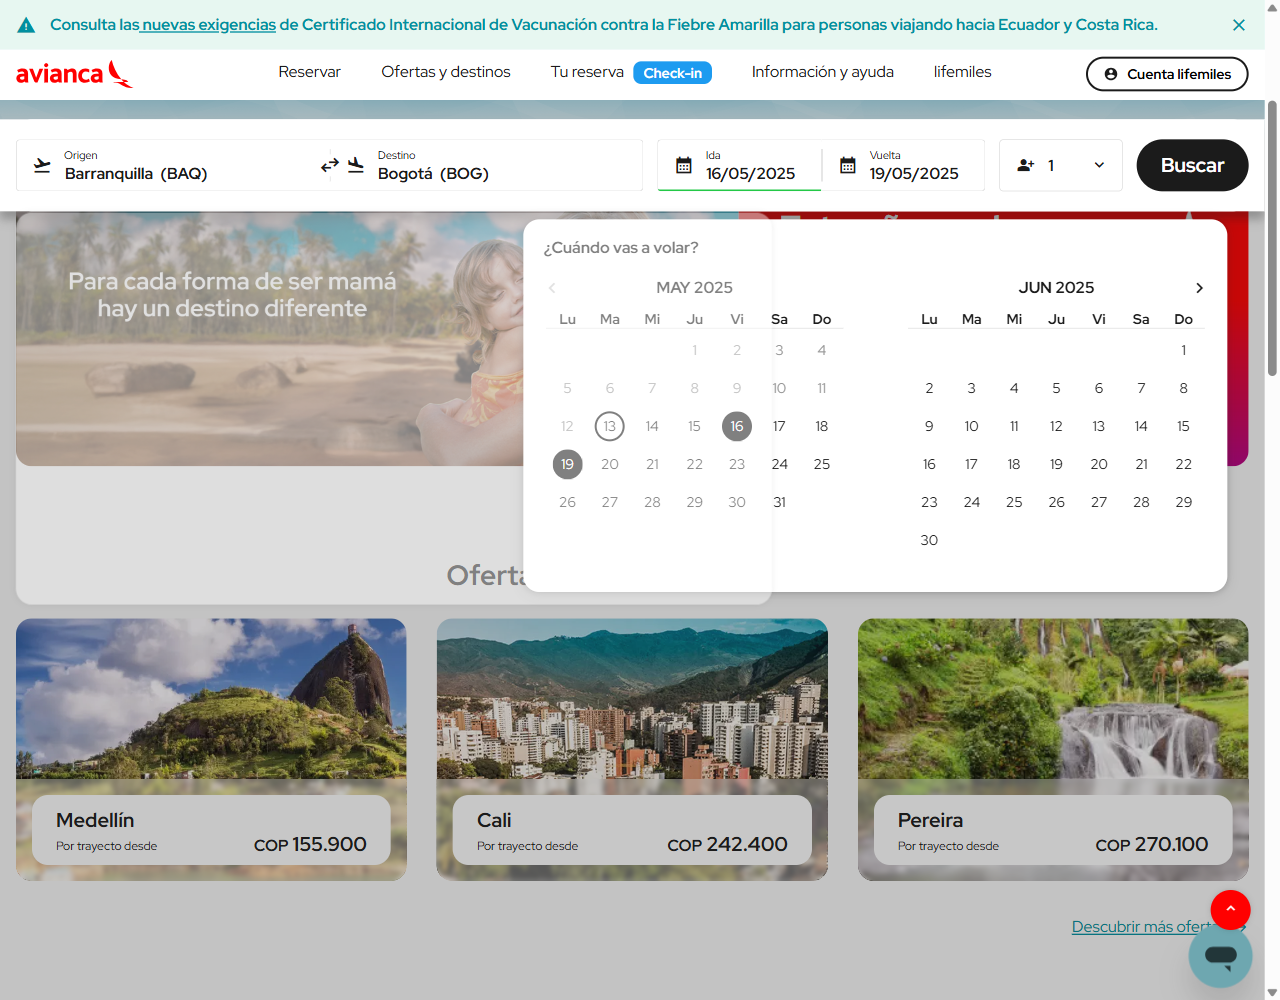 Consulta las nuevas exigencias de Certificado Internacional de Vacunación contra la Fiebre Amarilla para personas viajando hacia Ecuador y Costa Rica.
avianca
Reservar
Ofertas y destinos
Tu reserva
Check-in
Información y ayuda
lifemiles
Cuenta lifemiles
Origen
Barranquilla (BAQ)
Destino
Bogotá (BOG)
Ida
16/05/2025
Vuelta
19/05/2025
1
Buscar
Para cada forma de ser mamá
hay un destino diferente
¿Cuándo vas a volar?
MAY 2025
Lu Ma Mi Ju Vi Sa Do
1 2 3 4
5 6 7 8 9 10 11
12 13 14 15 16 17 18
19 20 21 22 23 24 25
26 27 28 29 30 31
JUN 2025
Lu Ma Mi Ju Vi Sa Do
1
2 3 4 5 6 7 8
9 10 11 12 13 14 15
16 17 18 19 20 21 22
23 24 25 26 27 28 29
30
Medellín
Por trayecto desde
COP 155.900
Cali
Por trayecto desde
COP 242.400
Pereira
Por trayecto desde
COP 270.100
Descubrir más